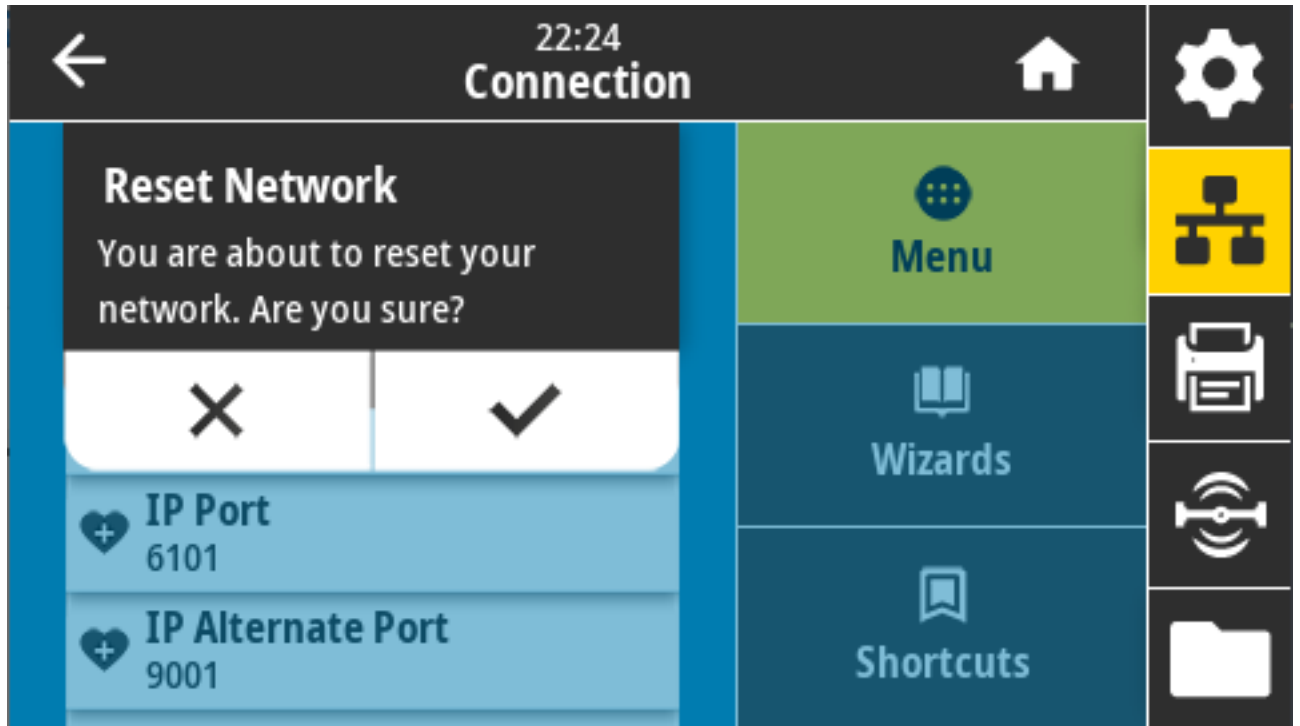 22:24
Connection
Reset Network
You are about to reset your
network. Are you sure?
IP Port
6101
IP Alternate Port
9001
Menu
Wizards
Shortcuts